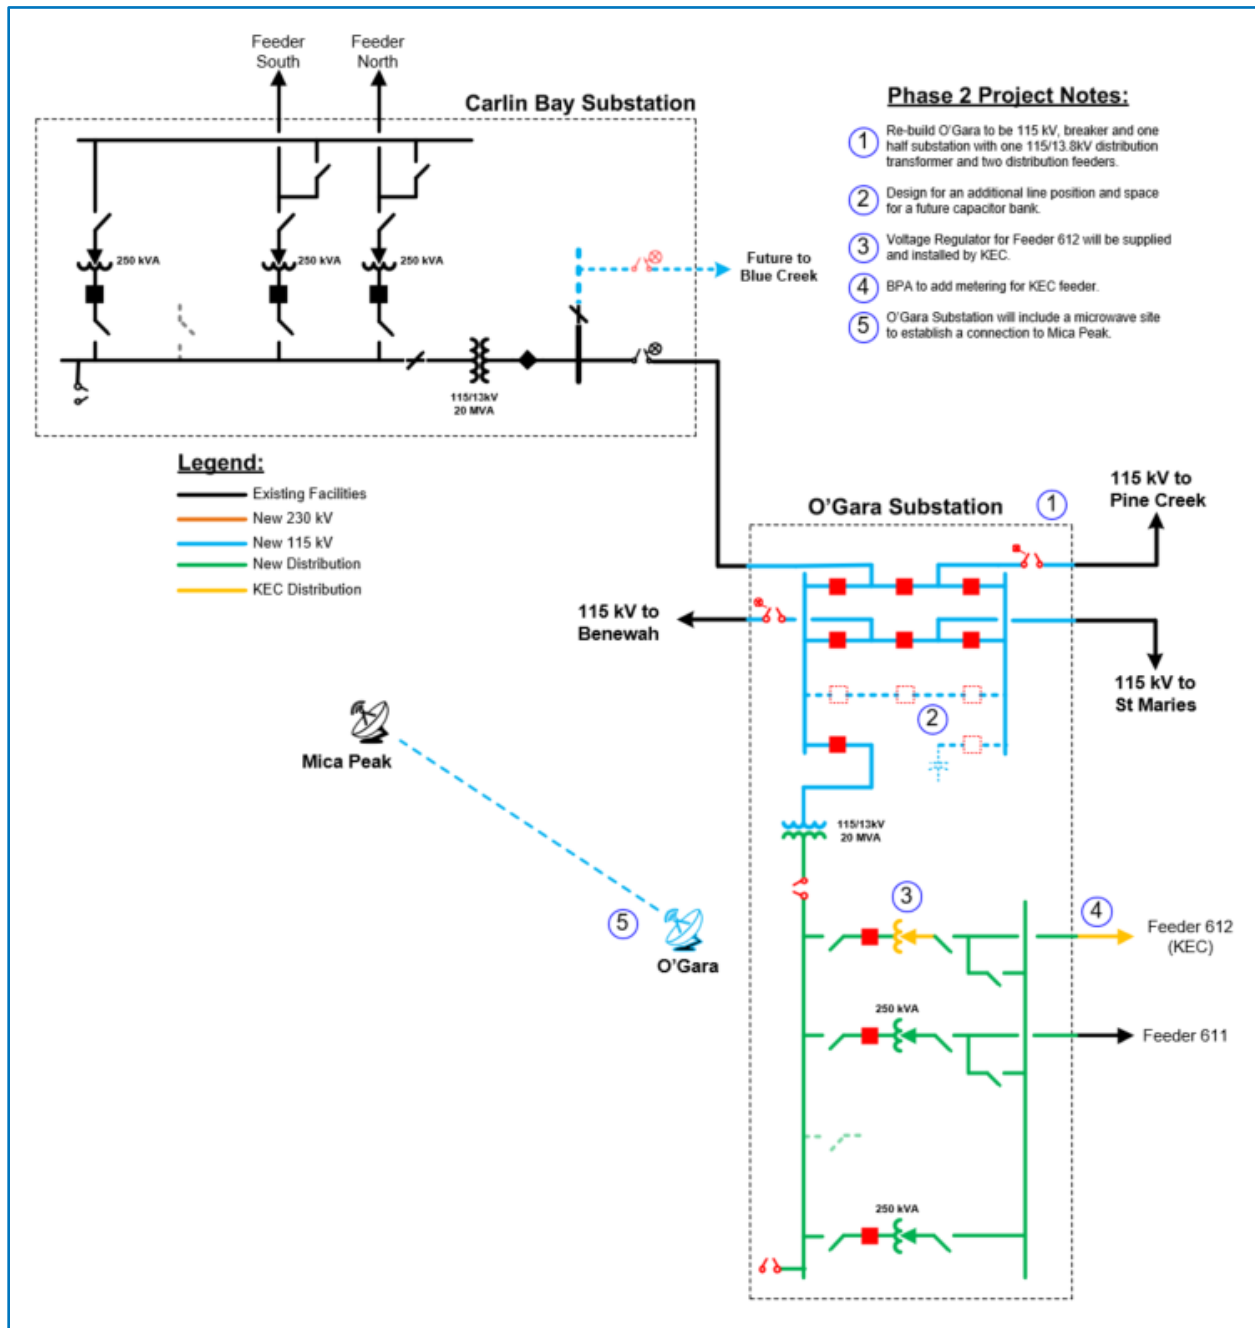 Feeder
South
Feeder
North
Carlin Bay Substation
250 kVA
250 kVA
250 kVA
115/13kV
20 MVA
Future to
Blue Creek
Phase 2 Project Notes:
1
Re-build O'Gara to be 115 kV, breaker and one
half substation with one 115/13.8kV distribution
transformer and two distribution feeders.
2
Design for an additional line position and space
for a future capacitor bank.
3
Voltage Regulator for Feeder 612 will be supplied
and installed by KEC.
4
BPA to add metering for KEC feeder.
5
O'Gara Substation will include a microwave site
to establish a connection to Mica Peak.
Legend:
Existing Facilities
New 230 kV
New 115 kV
New Distribution
KEC Distribution
O'Gara Substation
1
115 kV to
Pine Creek
115 kV to
Benewah
115 kV to
St Maries
2
Mica Peak
5
O'Gara
115/13kV
20 MVA
3
4
Feeder 612
(KEC)
250 kVA
Feeder 611
250 kVA